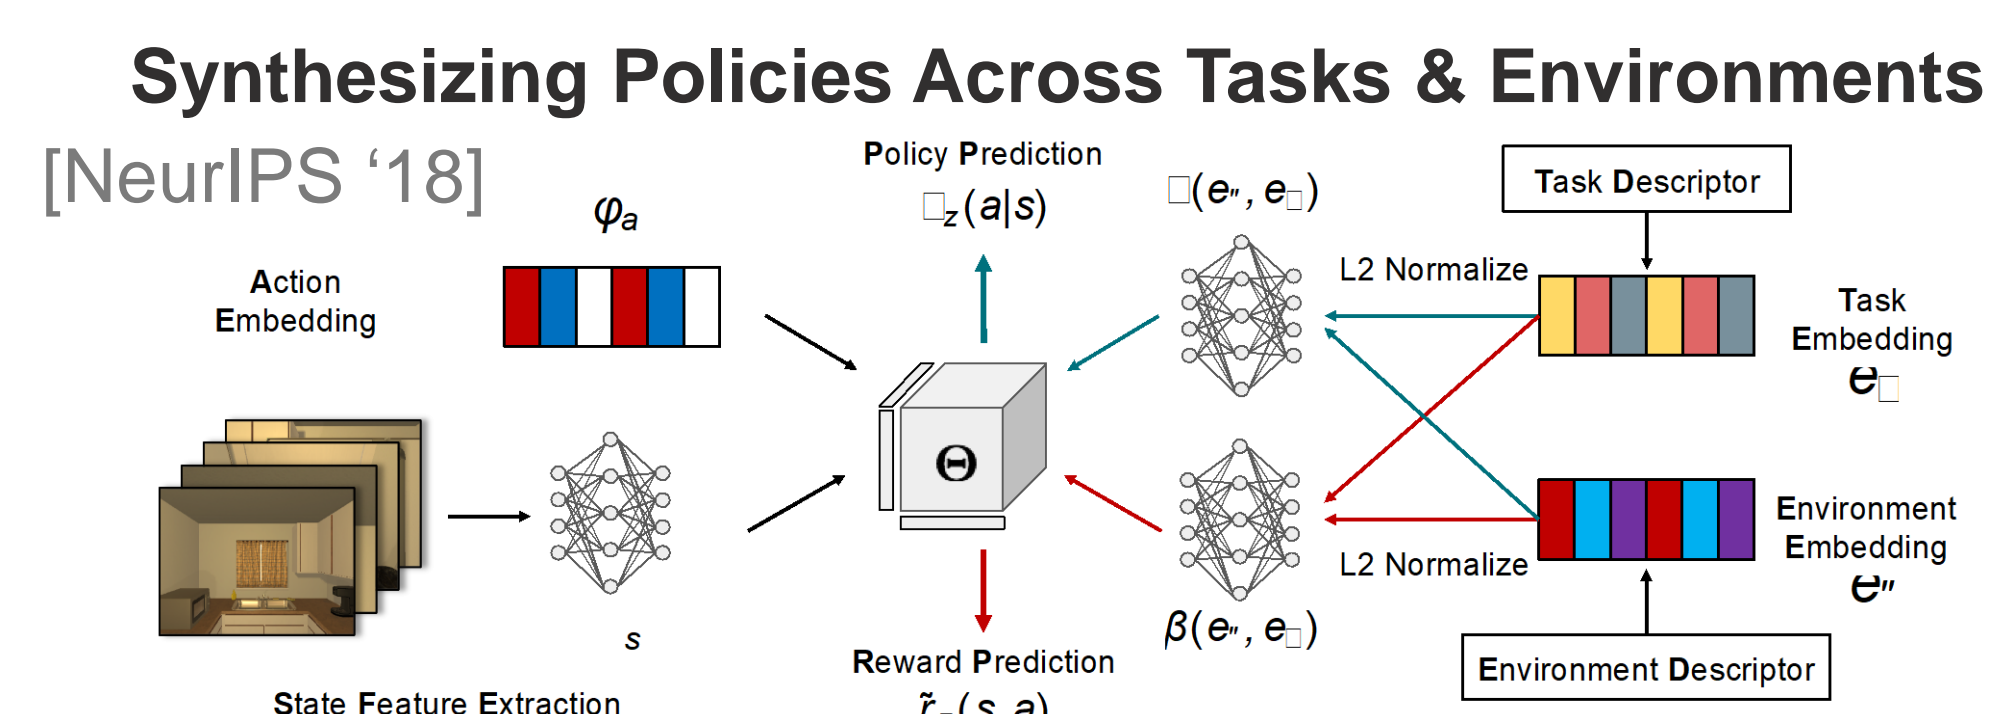 Synthesizing Policies Across Tasks & Environments
[NeurIPS ‘18]
Policy Prediction
□z(a|s)
□(e″, e□)
Task Descriptor
φa
Action
Embedding
L2 Normalize
Task
Embedding
e□
Θ
Environment
Embedding
e″
L2 Normalize
s
β(e″, e□)
Reward Prediction
Environment Descriptor
State Feature Extraction
(s, a)